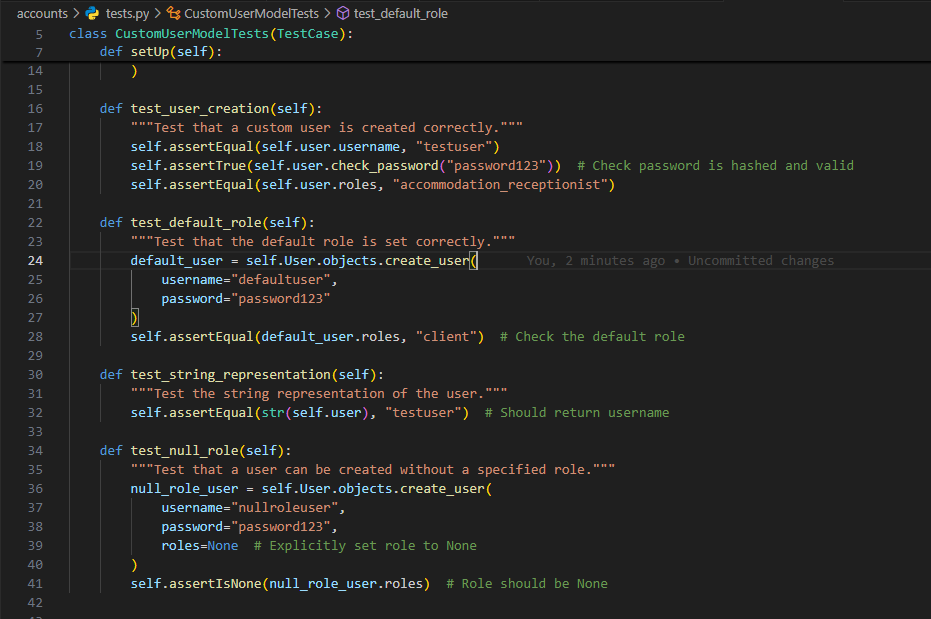 accounts > tests.py > CustomUserModelTests > test_default_role
5 class CustomUserModelTests(TestCase):
7 def setUp(self):
14 )
15
16 def test_user_creation(self):
17 """Test that a custom user is created correctly."""
18 self.assertEqual(self.user.username, "testuser")
19 self.assertTrue(self.user.check_password("password123")) # Check password is hashed and valid
20 self.assertEqual(self.user.roles, "accommodation_receptionist")
21
22 def test_default_role(self):
23 """Test that the default role is set correctly."""
24 default_user = self.User.objects.create_user( You, 2 minutes ago • Uncommitted changes
25 username="defaultuser",
26 password="password123"
27 )
28 self.assertEqual(default_user.roles, "client") # Check the default role
29
30 def test_string_representation(self):
31 """Test the string representation of the user."""
32 self.assertEqual(str(self.user), "testuser") # Should return username
33
34 def test_null_role(self):
35 """Test that a user can be created without a specified role."""
36 null_role_user = self.User.objects.create_user(
37 username="nullroleuser",
38 password="password123",
39 roles=None # Explicitly set role to None
40 )
41 self.assertIsNone(null_role_user.roles) # Role should be None
42